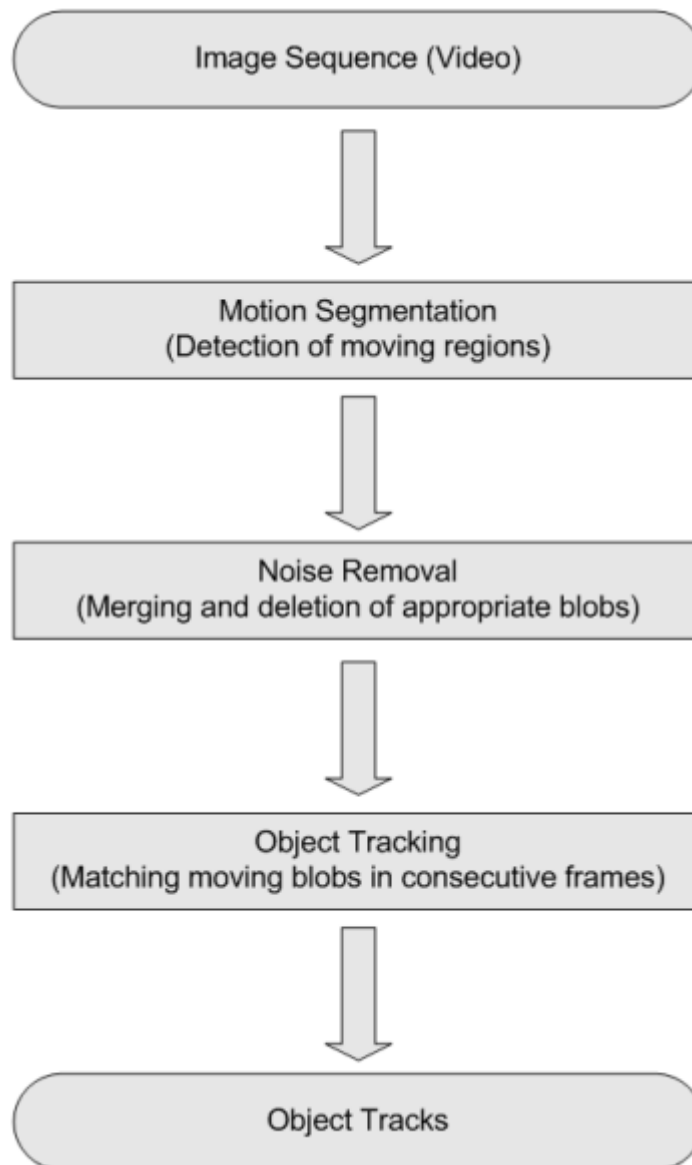 Image Sequence (Video)
Motion Segmentation
(Detection of moving regions)
Noise Removal
(Merging and deletion of appropriate blobs)
Object Tracking
(Matching moving blobs in consecutive frames)
Object Tracks